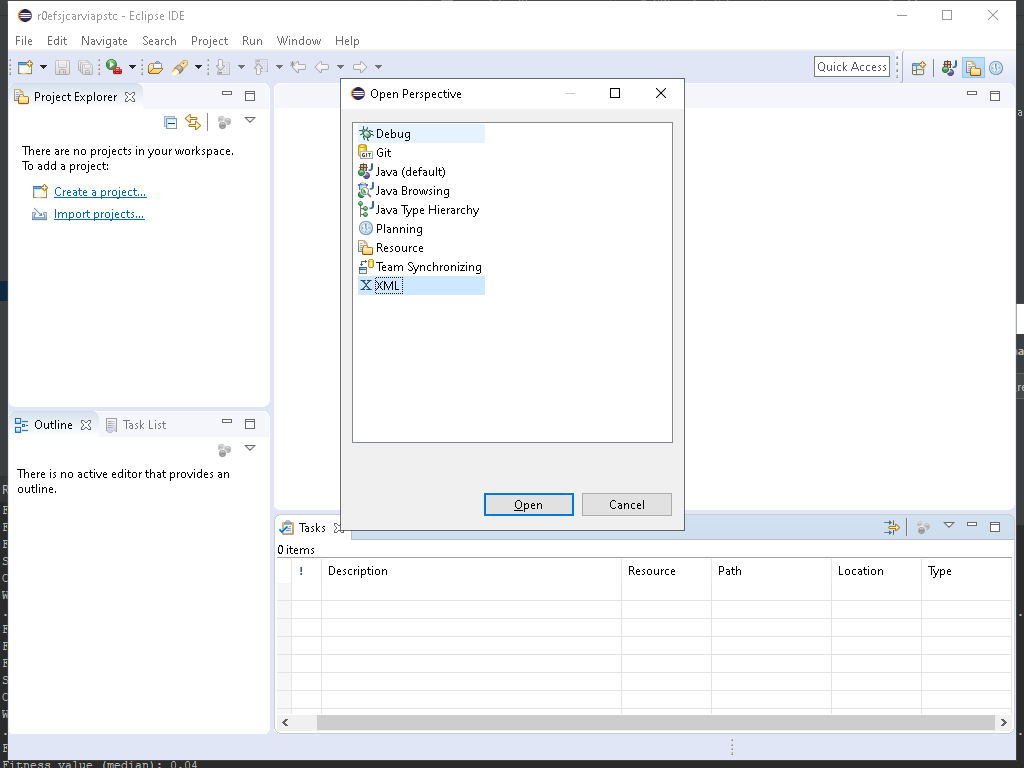 r0efsjcarviapstc - Eclipse IDE
File Edit Navigate Search Project Run Window Help
Quick Access
Project Explorer
There are no projects in your workspace.
To add a project:
Create a project...
Import projects...
Outline
Task List
There is no active editor that provides an
outline.
Open Perspective
Debug
GIT
Git
Java (default)
Java Browsing
Java Type Hierarchy
Planning
Resource
Team Synchronizing
XML
Open
Cancel
Tasks
0 items
! Description Resource Path Location Type
Fitness value (median): 0.04